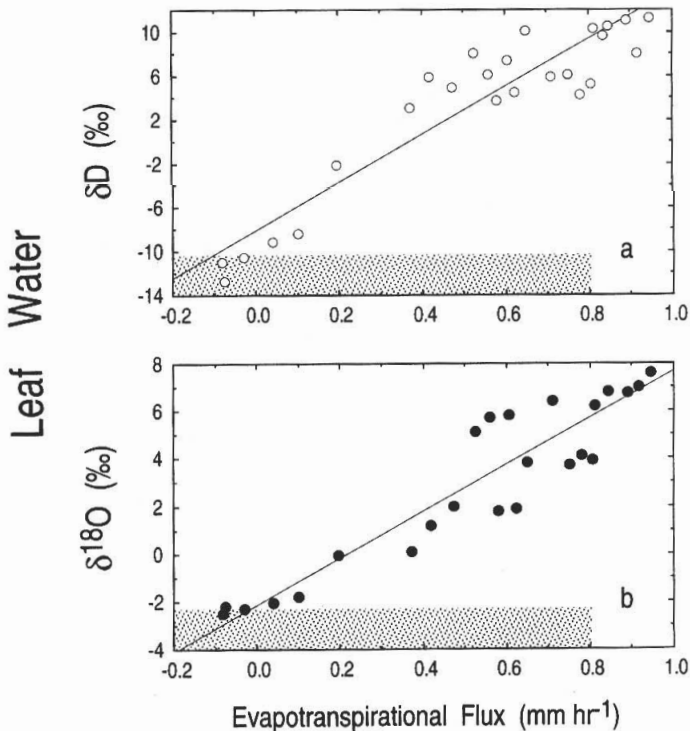 Leaf Water
δD (‰)
10
6
2
-2
-6
-10
-14
a
-0.2 0.0 0.2 0.4 0.6 0.8 1.0
δ18O (‰)
8
6
4
2
0
-2
-4
b
-0.2 0.0 0.2 0.4 0.6 0.8 1.0
Evapotranspirational Flux (mm hr-1)